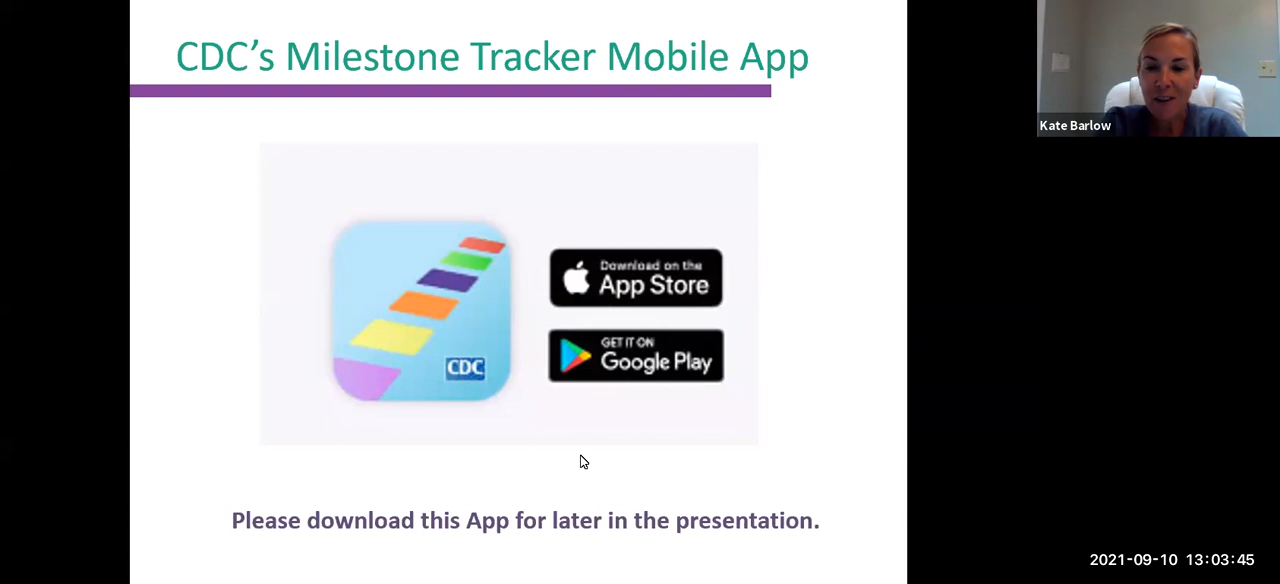 CDC's Milestone Tracker Mobile App
Kate Barlow
Download on the
App Store
GET IT ON
Google Play
CDC
Please download this App for later in the presentation.
2021-09-10 13:03:45